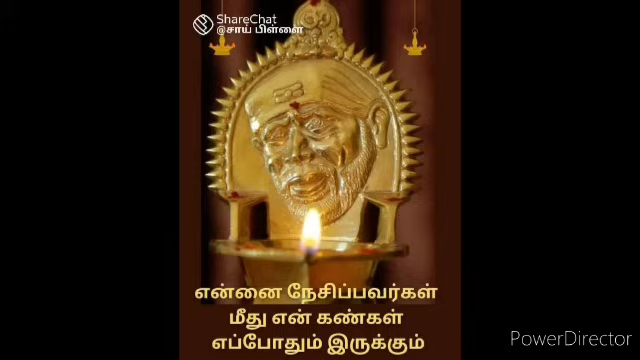 ShareChat
@சாய் பிள்ளை
என்னை நேசிப்பவர்கள்
மீது என் கண்கள்
எப்போதும் இருக்கும்
PowerDirector